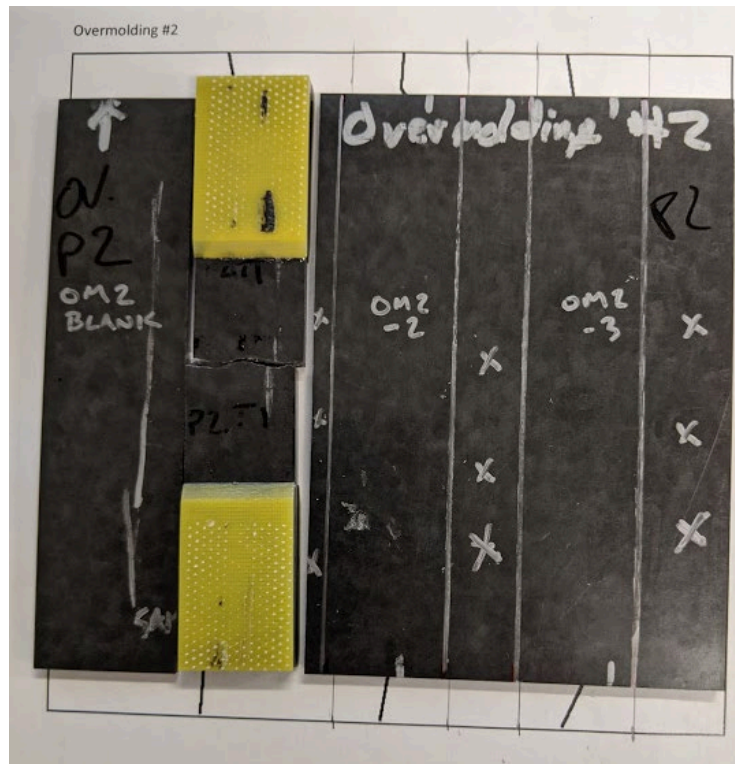 Overmolding #2
Overmolding #2
OV.
P2
OM2
BLANK
P2
OM2
-2
OM2
-3
X
X
X
X
X
X
X
X
X
P2.T1